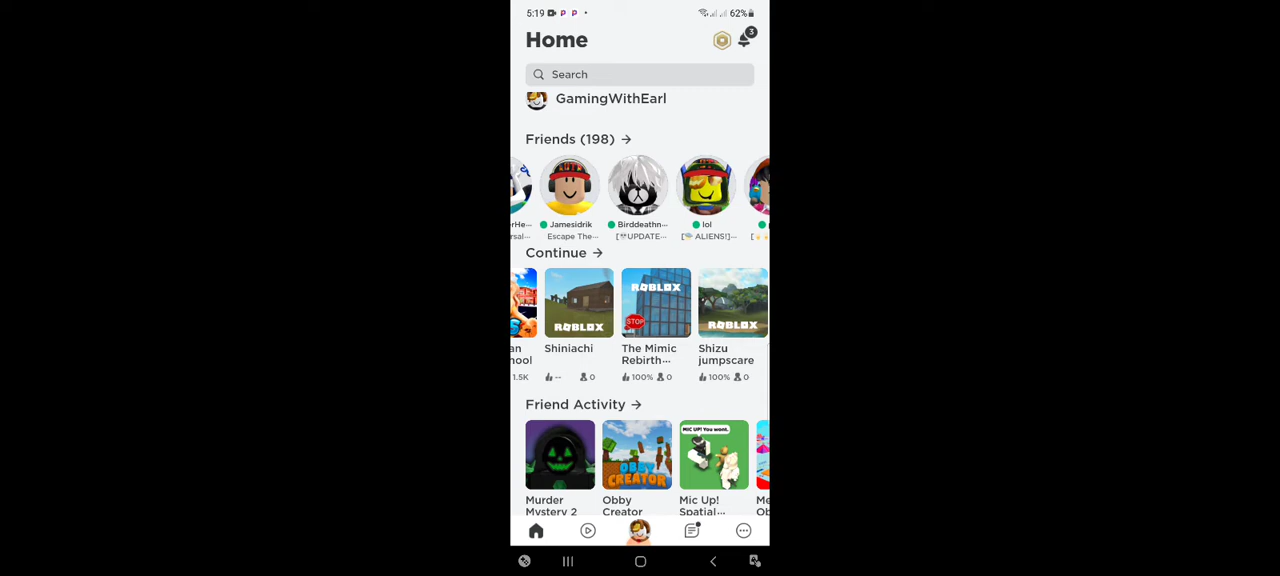 5:19 P P 62%
Home 3
Search
GamingWithEarl
Friends (198)
Jamesidrik Birddeathn... lol
Escape The... [UPDATE... [ALIENS!]...
Continue
ROBLOX ROBLOX STOP ROBLOX
Shiniachi The Mimic Shizu
Rebirth... jumpscare
1.5K -- 0 100% 0 100% 0
Friend Activity
OBBY CREATOR MIC UP! You wont.
Murder Obby Mic Up!
Mystery 2 Creator Spatial...